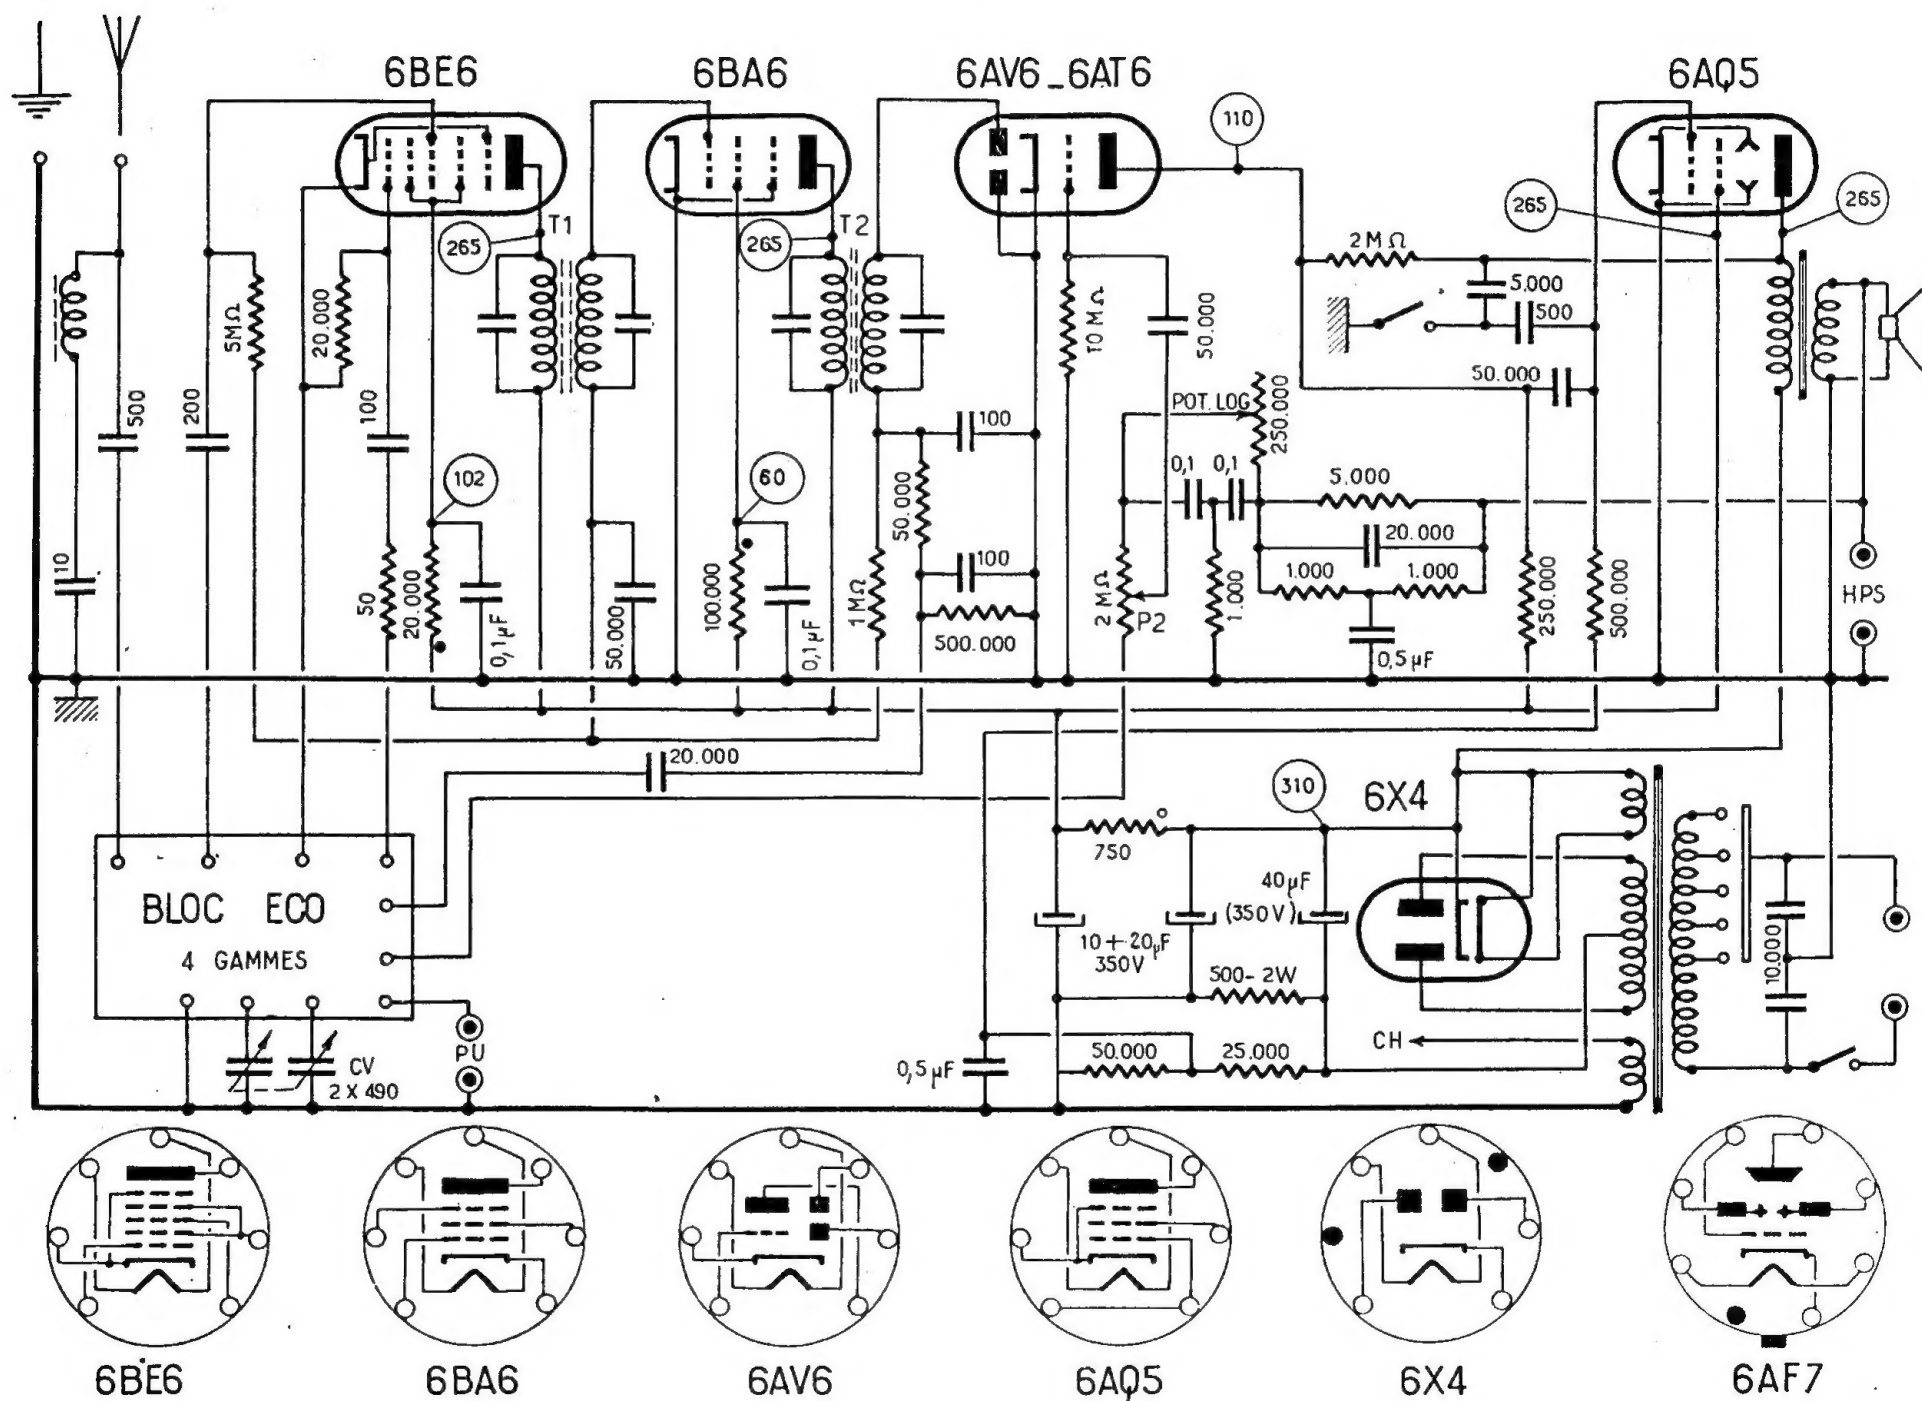 6BE6
6BA6
6AV6_6AT6
6AQ5
110
265
T1
265
T2
265
265
2MΩ
5.000
500
5MΩ
20.000
10 MΩ
50.000
50.000
500
200
100
100
POT. LOG
250.000
102
60
50.000
0,1
0,1
5.000
20.000
10
50
20.000
0,1µF
50.000
100.000
0,1µF
1MΩ
100
500.000
2 MΩ
P2
1.000
1.000
1.000
0,5µF
250.000
500.000
HPS
20.000
310
6X4
750
40µF
(350V)
10+20µF
350V
500-2W
10.000
BLOC ECO
4 GAMMES
PU
CV
2 X 490
0,5µF
50.000
25.000
CH
6BE6
6BA6
6AV6
6AQ5
6X4
6AF7